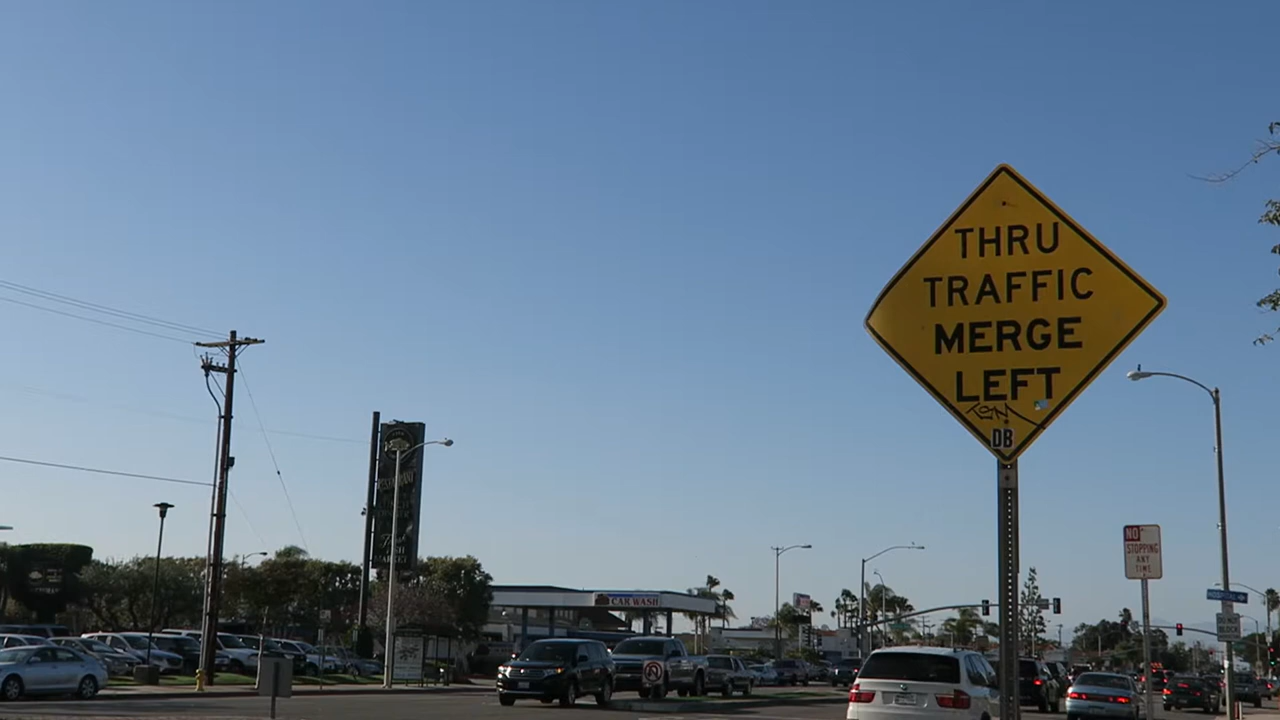 THRU
TRAFFIC
MERGE
LEFT
DB
CAR WASH
NO
STOPPING
ANY
TIME